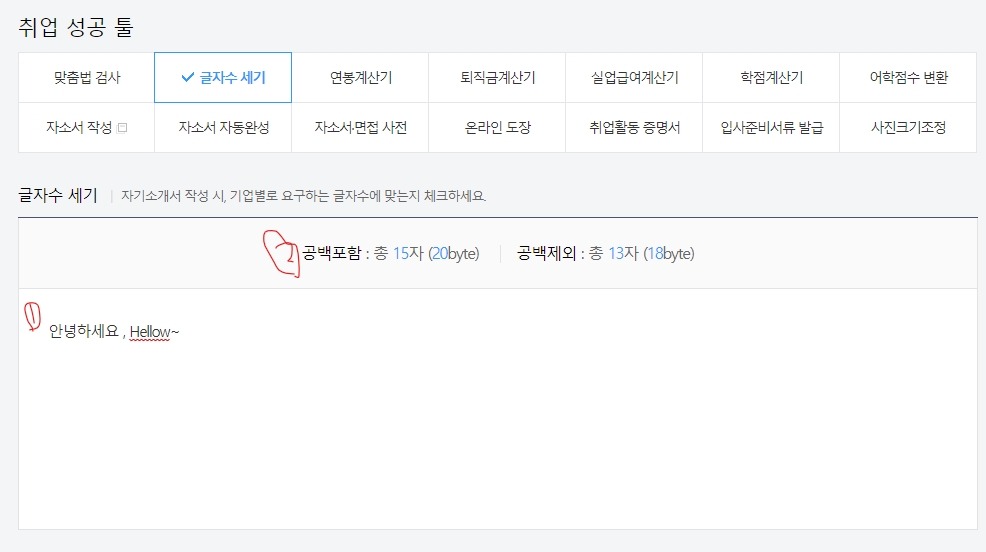 취업 성공 툴
맞춤법 검사 글자수 세기 연봉계산기 퇴직금계산기 실업급여계산기 학점계산기 어학점수 변환
자소서 작성 자소서 자동완성 자소서·면접 사전 온라인 도장 취업활동 증명서 입사준비서류 발급 사진크기조정
글자수 세기 | 자기소개서 작성 시, 기업별로 요구하는 글자수에 맞는지 체크하세요.
2 공백포함 : 총 15자 (20byte) | 공백제외 : 총 13자 (18byte)
1
안녕하세요 , Hellow~